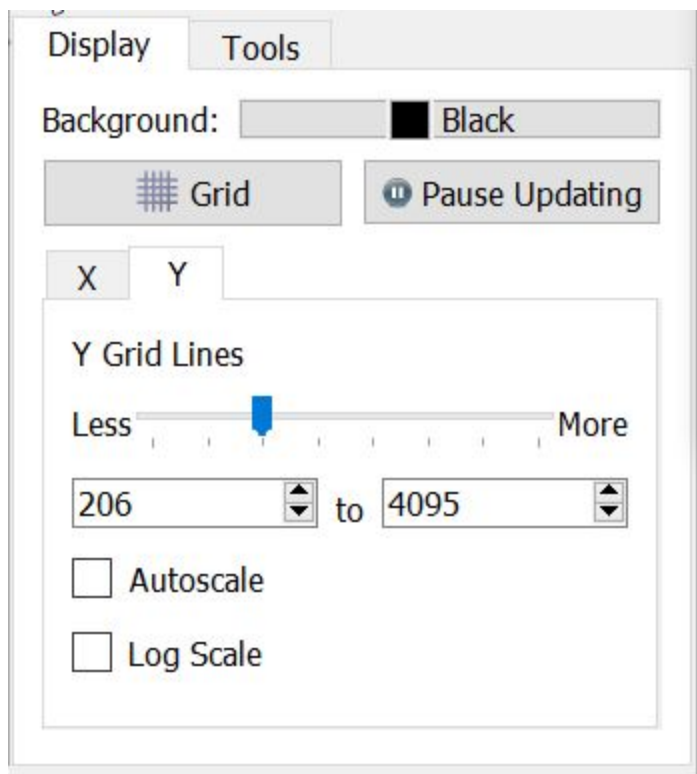 Display Tools
Background: Black
Grid Pause Updating
X Y
Y Grid Lines
Less More
206 to 4095
Autoscale
Log Scale